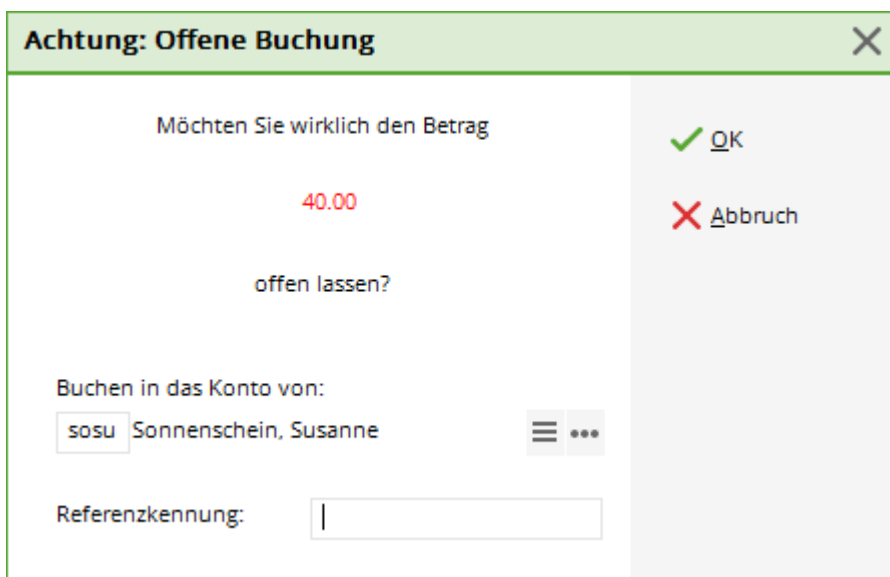 Achtung: Offene Buchung
Möchten Sie wirklich den Betrag
40.00
offen lassen?
OK
Abbruch
Buchen in das Konto von:
sosu Sonnenschein, Susanne
Referenzkennung: